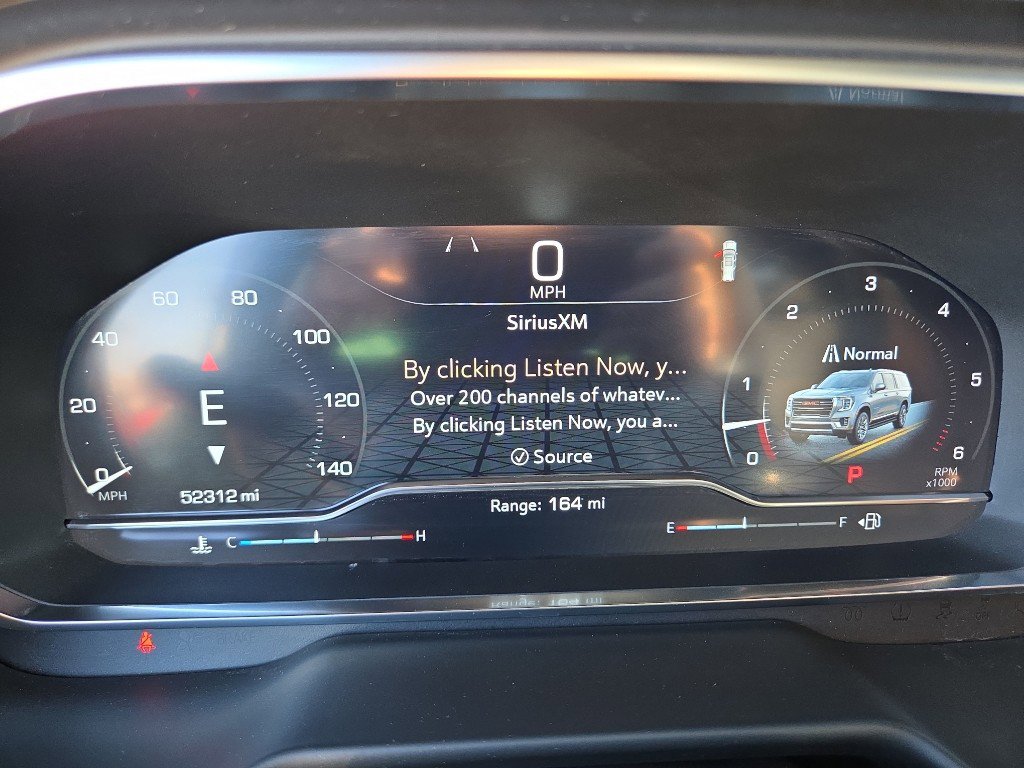 0
MPH
SiriusXM
By clicking Listen Now, y...
Over 200 channels of whatev...
By clicking Listen Now, you a...
Source
Range: 164 mi
0
20
40
60
80
100
120
140
MPH
E
52312 mi
C
H
0
1
2
3
4
5
6
Normal
P
RPM
x1000
E
F